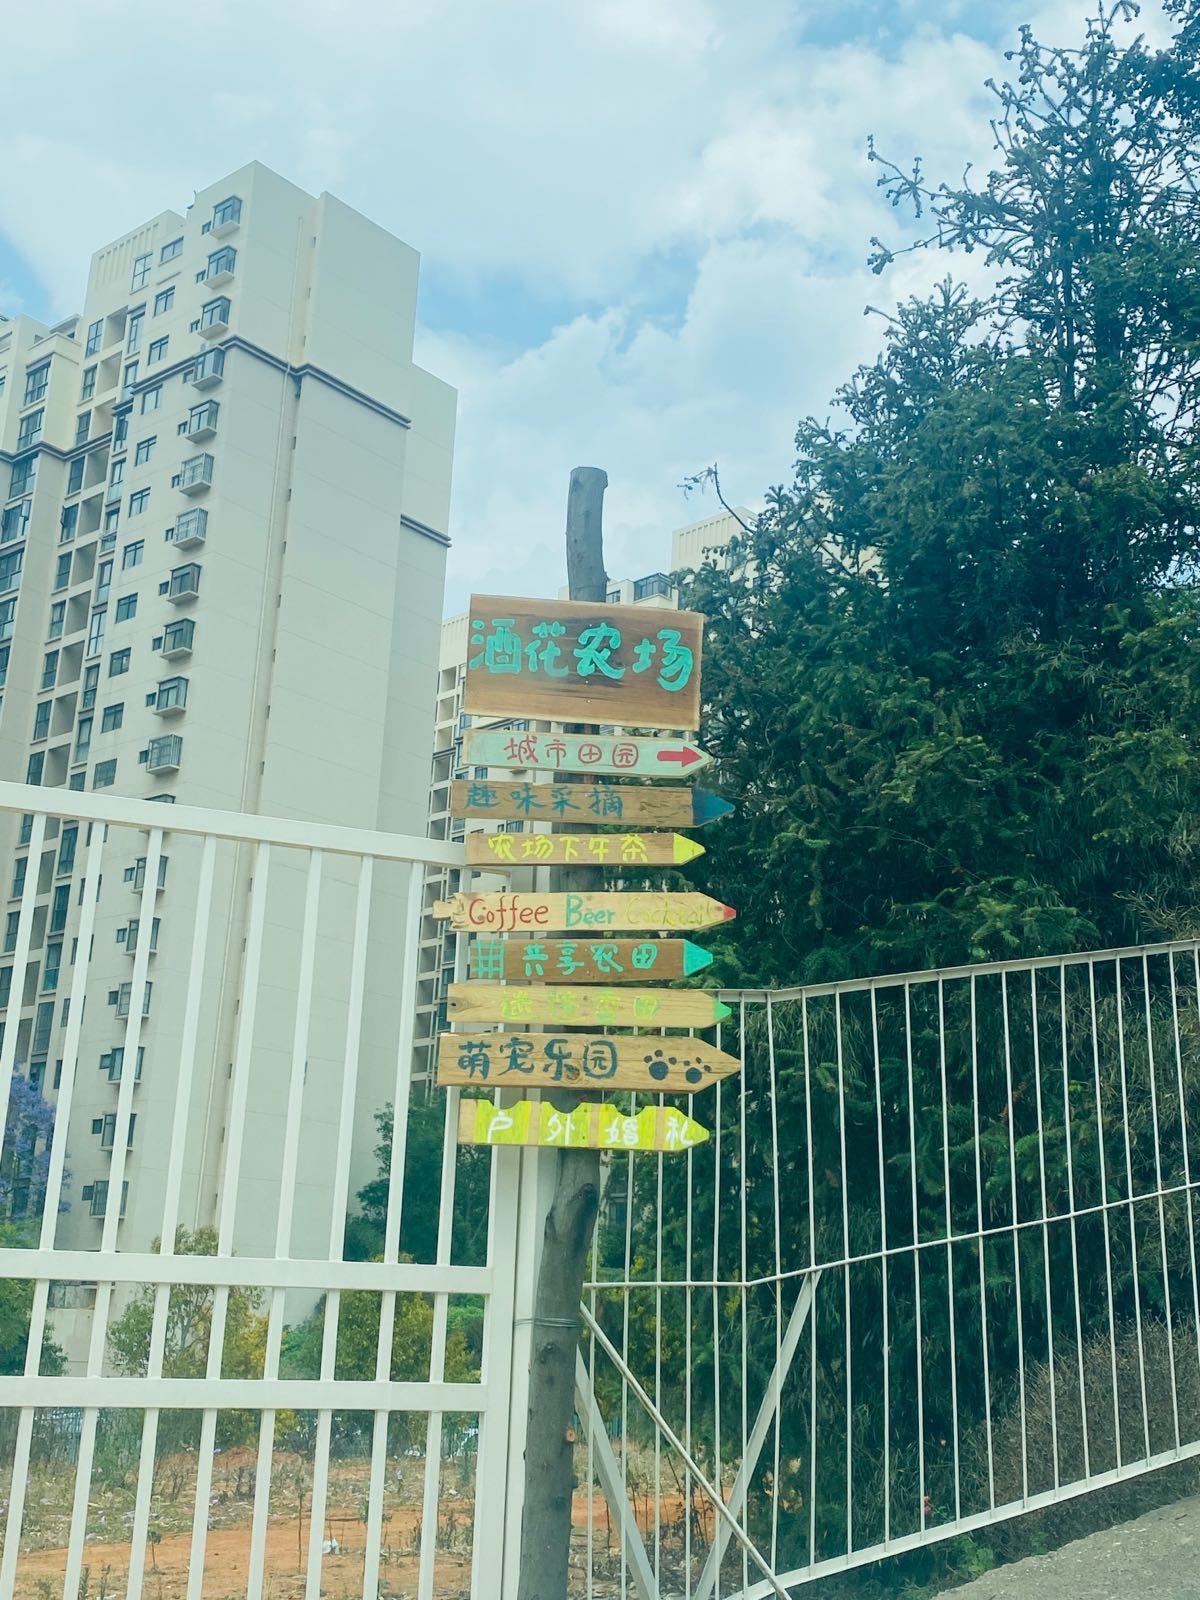 酒花农场
城市田园
趣味采摘
农场下午茶
Coffee Beer Cocktail
共享农田
萌宠乐园
户外婚礼